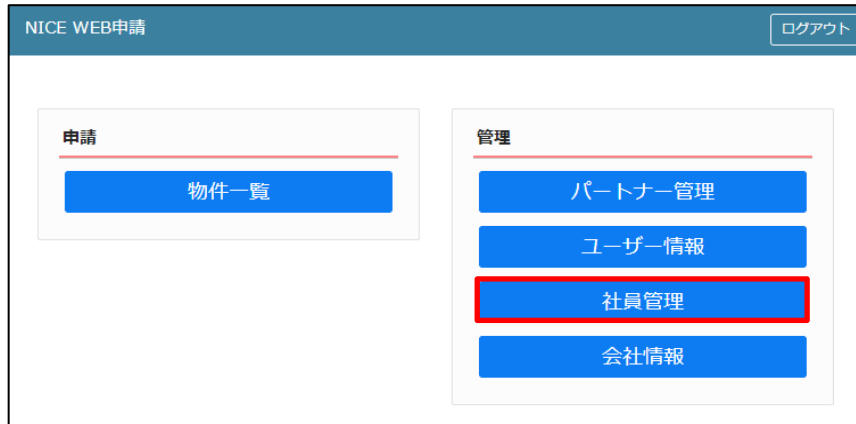 NICE WEB申請
ログアウト
申請
物件一覧
管理
パートナー管理
ユーザー情報
社員管理
会社情報